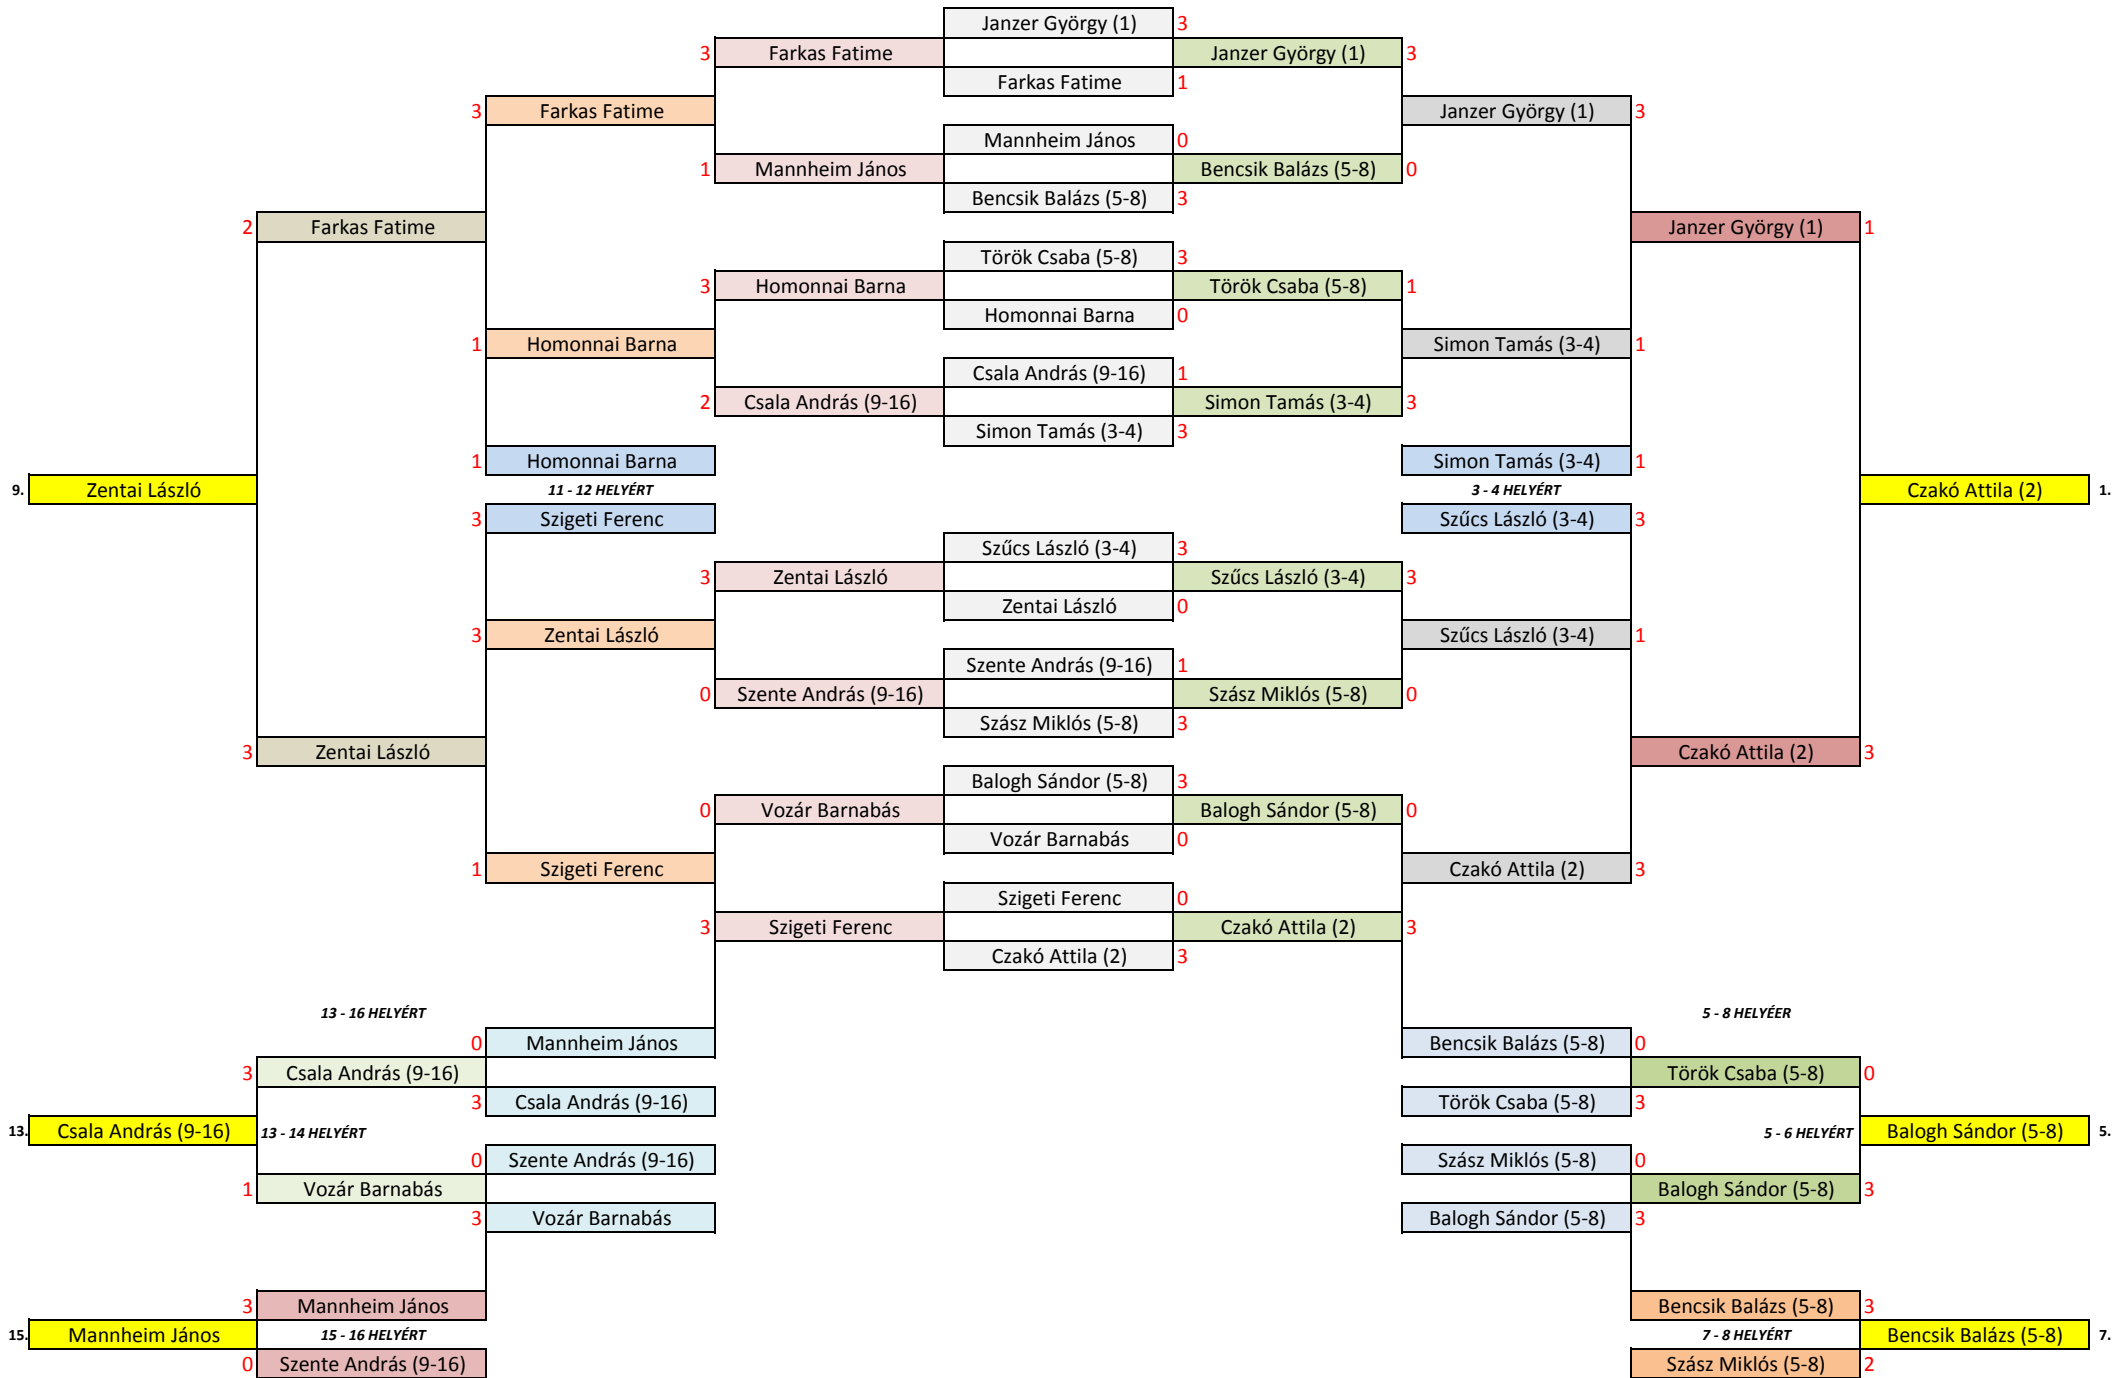 Janzer György (1) 3
3 Farkas Fatime Janzer György (1) 3
Farkas Fatime 1
3 Farkas Fatime Janzer György (1) 3
Mannheim János 0
1 Mannheim János Bencsik Balázs (5-8) 0
Bencsik Balázs (5-8) 3
2 Farkas Fatime Janzer György (1) 1
Török Csaba (5-8) 3
3 Homonnai Barna Török Csaba (5-8) 1
Homonnai Barna 0
1 Homonnai Barna Simon Tamás (3-4) 1
Csala András (9-16) 1
2 Csala András (9-16) Simon Tamás (3-4) 3
Simon Tamás (3-4) 3
1 Homonnai Barna Simon Tamás (3-4) 1
9. Zentai László 11 - 12 HELYÉRT 3 - 4 HELYÉRT Czakó Attila (2) 1.
3 Szigeti Ferenc Szűcs László (3-4) 3
Szűcs László (3-4) 3
3 Zentai László Szűcs László (3-4) 3
Zentai László 0
3 Zentai László Szűcs László (3-4) 1
Szente András (9-16) 1
0 Szente András (9-16) Szász Miklós (5-8) 0
Szász Miklós (5-8) 3
3 Zentai László Czakó Attila (2) 3
Balogh Sándor (5-8) 3
0 Vozár Barnabás Balogh Sándor (5-8) 0
Vozár Barnabás 0
1 Szigeti Ferenc Czakó Attila (2) 3
Szigeti Ferenc 0
3 Szigeti Ferenc Czakó Attila (2) 3
Czakó Attila (2) 3
13 - 16 HELYÉRT 5 - 8 HELYÉER
0 Mannheim János Bencsik Balázs (5-8) 0
3 Csala András (9-16) Török Csaba (5-8) 0
3 Csala András (9-16) Török Csaba (5-8) 3
13. Csala András (9-16) 13 - 14 HELYÉRT 5 - 6 HELYÉRT Balogh Sándor (5-8) 5.
0 Szente András (9-16) Szász Miklós (5-8) 0
1 Vozár Barnabás Balogh Sándor (5-8) 3
3 Vozár Barnabás Balogh Sándor (5-8) 3
3 Mannheim János Bencsik Balázs (5-8) 3
15. Mannheim János 15 - 16 HELYÉRT 7 - 8 HELYÉRT Bencsik Balázs (5-8) 7.
0 Szente András (9-16) Szász Miklós (5-8) 2